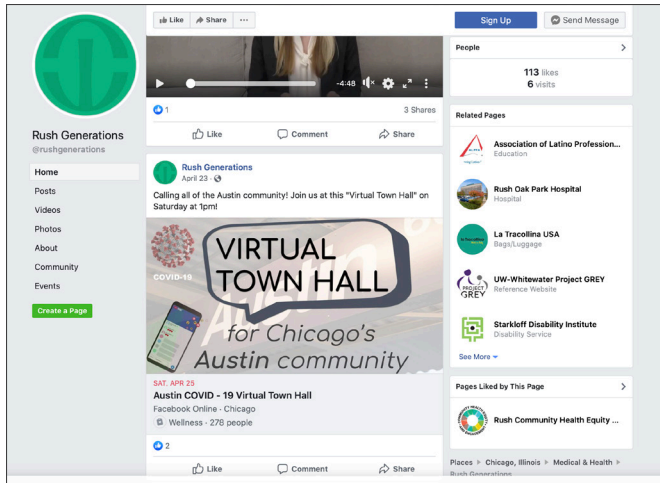 Like
Share
Sign Up
Send Message
Rush Generations
@rushgenerations
Home
Posts
Videos
Photos
About
Community
Events
Create a Page
-4:48
1
3 Shares
Like
Comment
Share
Rush Generations
April 23 ·
Calling all of the Austin community! Join us at this "Virtual Town Hall" on
Saturday at 1pm!
COVID-19
VIRTUAL
TOWN HALL
Austin
for Chicago's
Austin community
SAT, APR 25
Austin COVID - 19 Virtual Town Hall
Facebook Online · Chicago
Wellness · 278 people
2
Like
Comment
Share
People
113 likes
6 visits
Related Pages
Association of Latino Profession...
Education
Rush Oak Park Hospital
Hospital
La Tracollina USA
Bags/Luggage
PROJECT
GREY
UW-Whitewater Project GREY
Reference Website
Starkloff Disability Institute
Disability Service
See More
Pages Liked by This Page
Rush Community Health Equity ...
Places
Chicago, Illinois
Medical & Health
Rush Generations